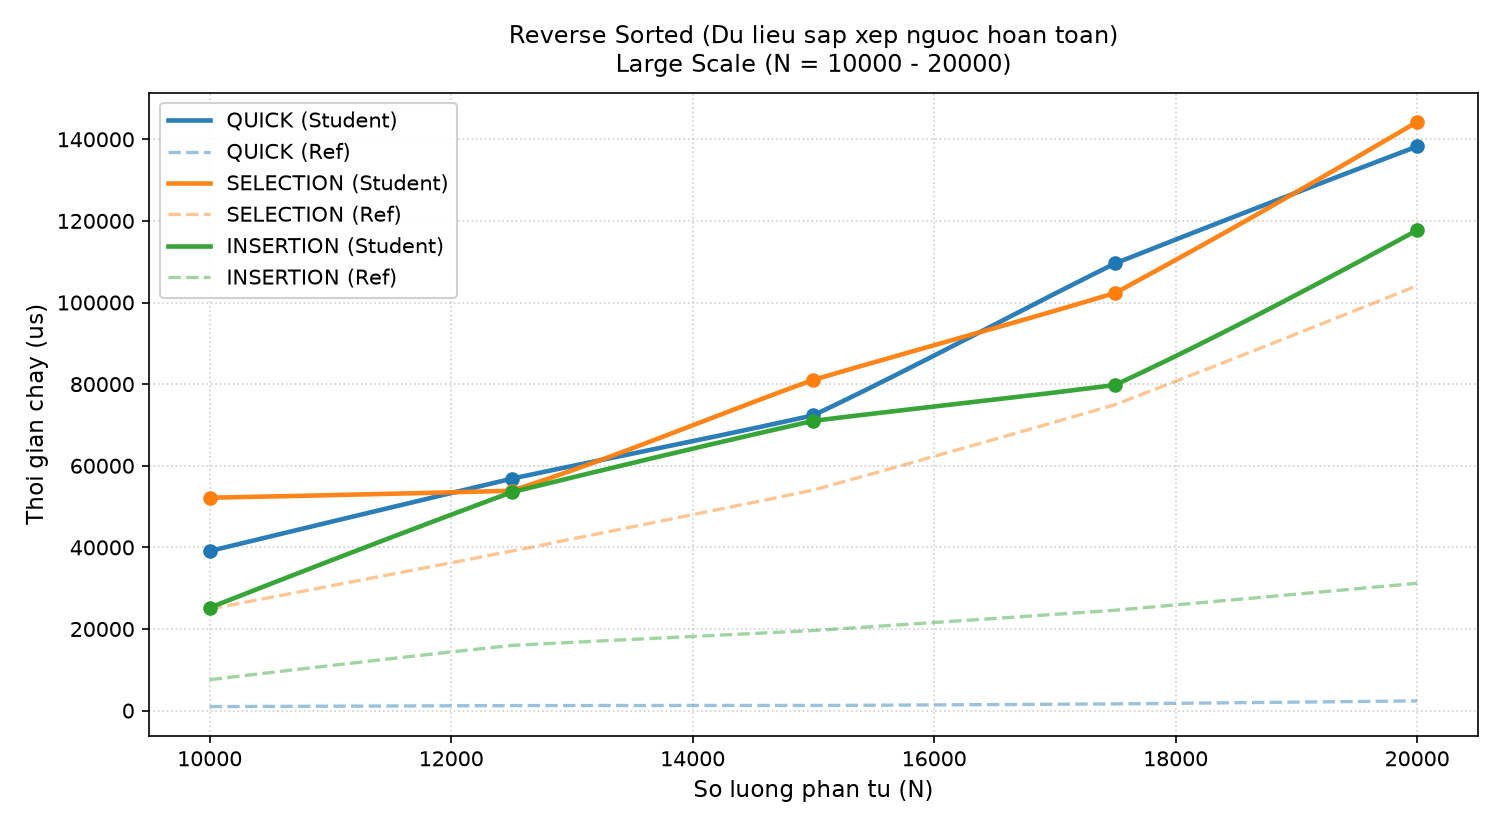 Reverse Sorted (Du lieu sap xep nguoc hoan toan)
Large Scale (N = 10000 - 20000)
QUICK (Student)
QUICK (Ref)
SELECTION (Student)
SELECTION (Ref)
INSERTION (Student)
INSERTION (Ref)
Thoi gian chay (us)
140000
120000
100000
80000
60000
40000
20000
0
10000 12000 14000 16000 18000 20000
So luong phan tu (N)